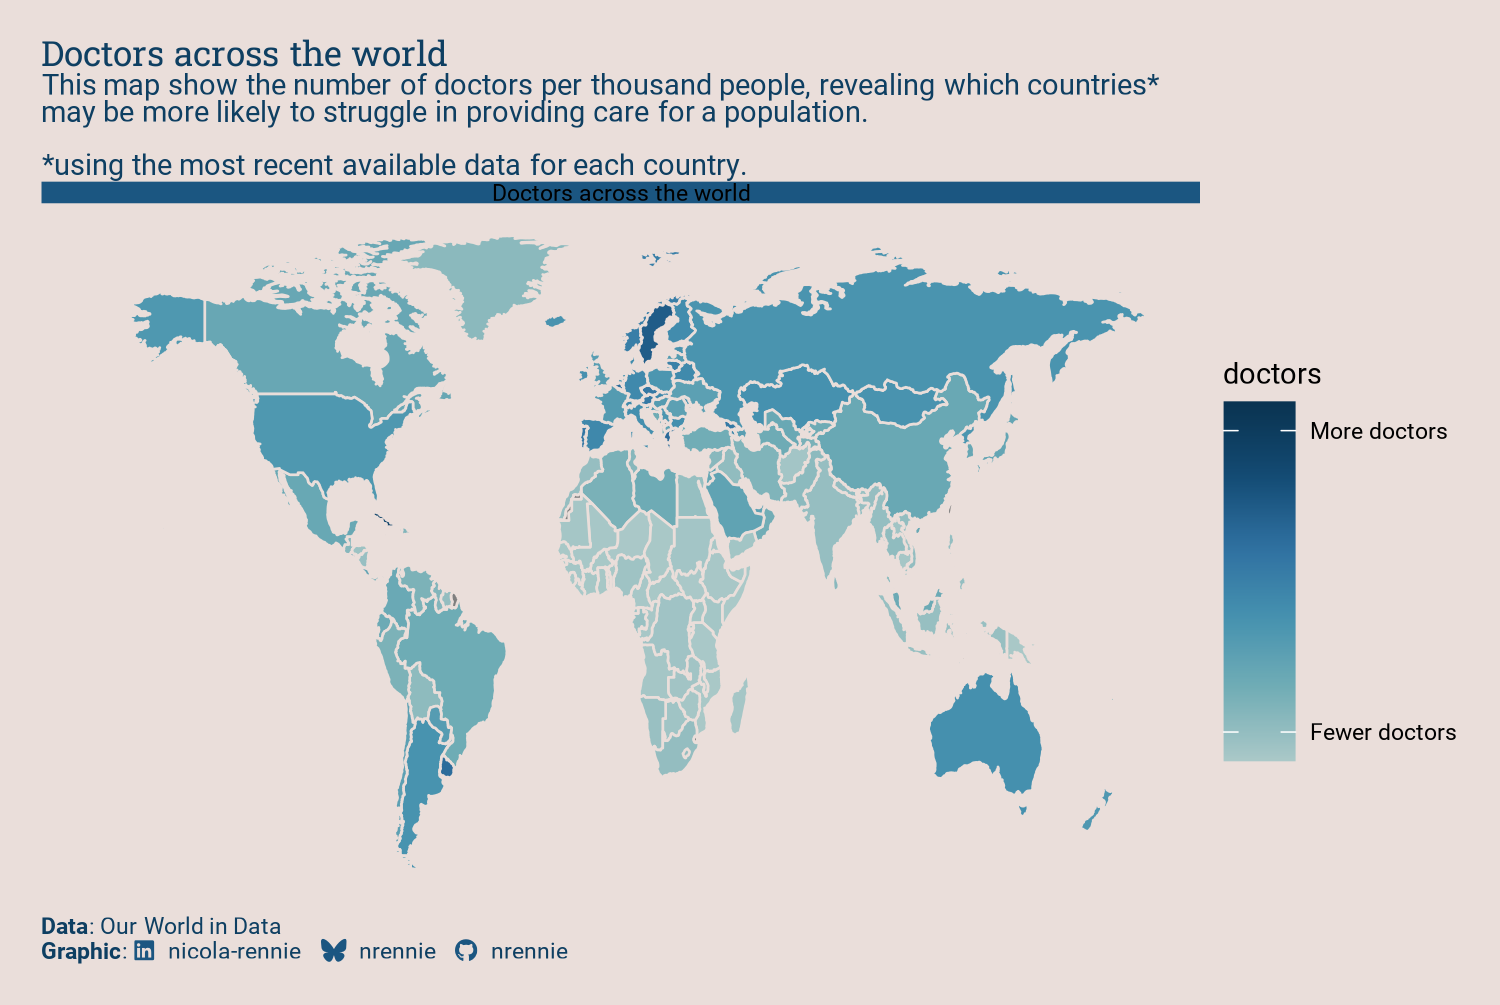 Doctors across the world
This map show the number of doctors per thousand people, revealing which countries*
may be more likely to struggle in providing care for a population.
*using the most recent available data for each country.
Doctors across the world
doctors
More doctors
Fewer doctors
Data: Our World in Data
Graphic: in nicola-rennie nrennie nrennie